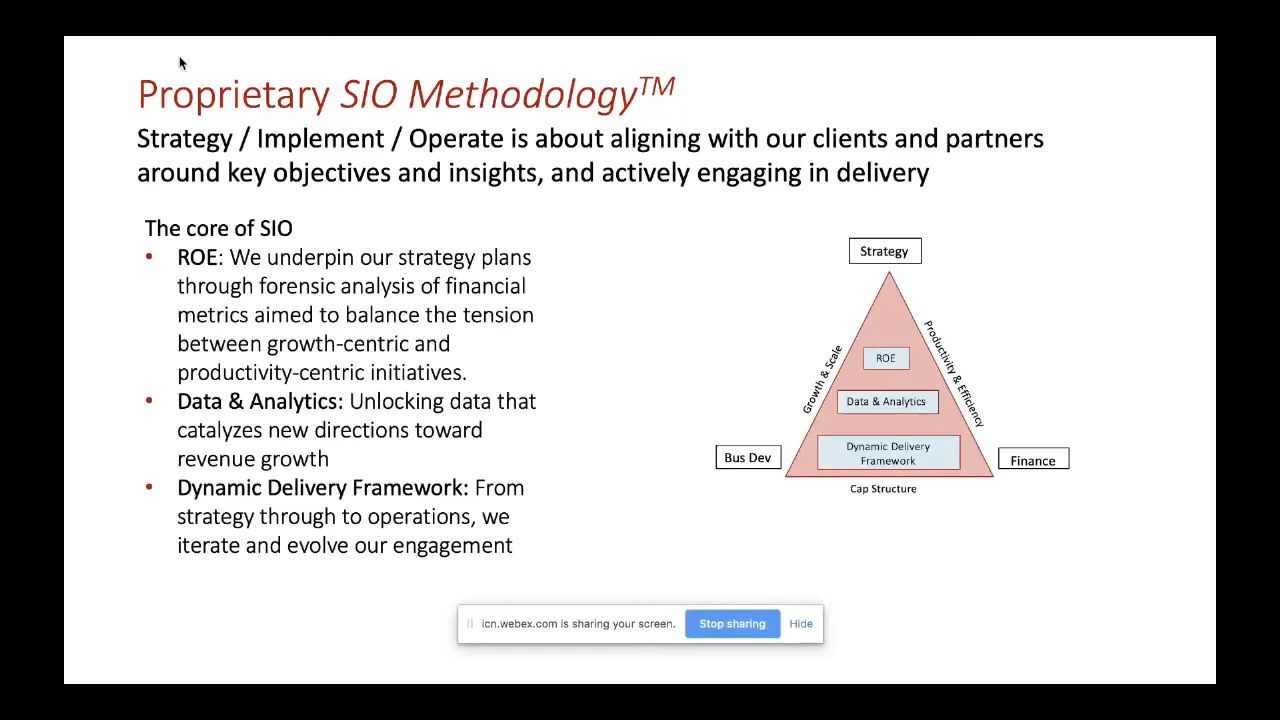 Proprietary SIO Methodology™
Strategy / Implement / Operate is about aligning with our clients and partners
around key objectives and insights, and actively engaging in delivery
The core of SIO
• ROE: We underpin our strategy plans
through forensic analysis of financial
metrics aimed to balance the tension
between growth-centric and
productivity-centric initiatives.
• Data & Analytics: Unlocking data that
catalyzes new directions toward
revenue growth
• Dynamic Delivery Framework: From
strategy through to operations, we
iterate and evolve our engagement
Strategy
Growth & Scale
Productivity & Efficiency
ROE
Data & Analytics
Dynamic Delivery
Framework
Bus Dev
Finance
Cap Structure
icn.webex.com is sharing your screen.
Stop sharing
Hide